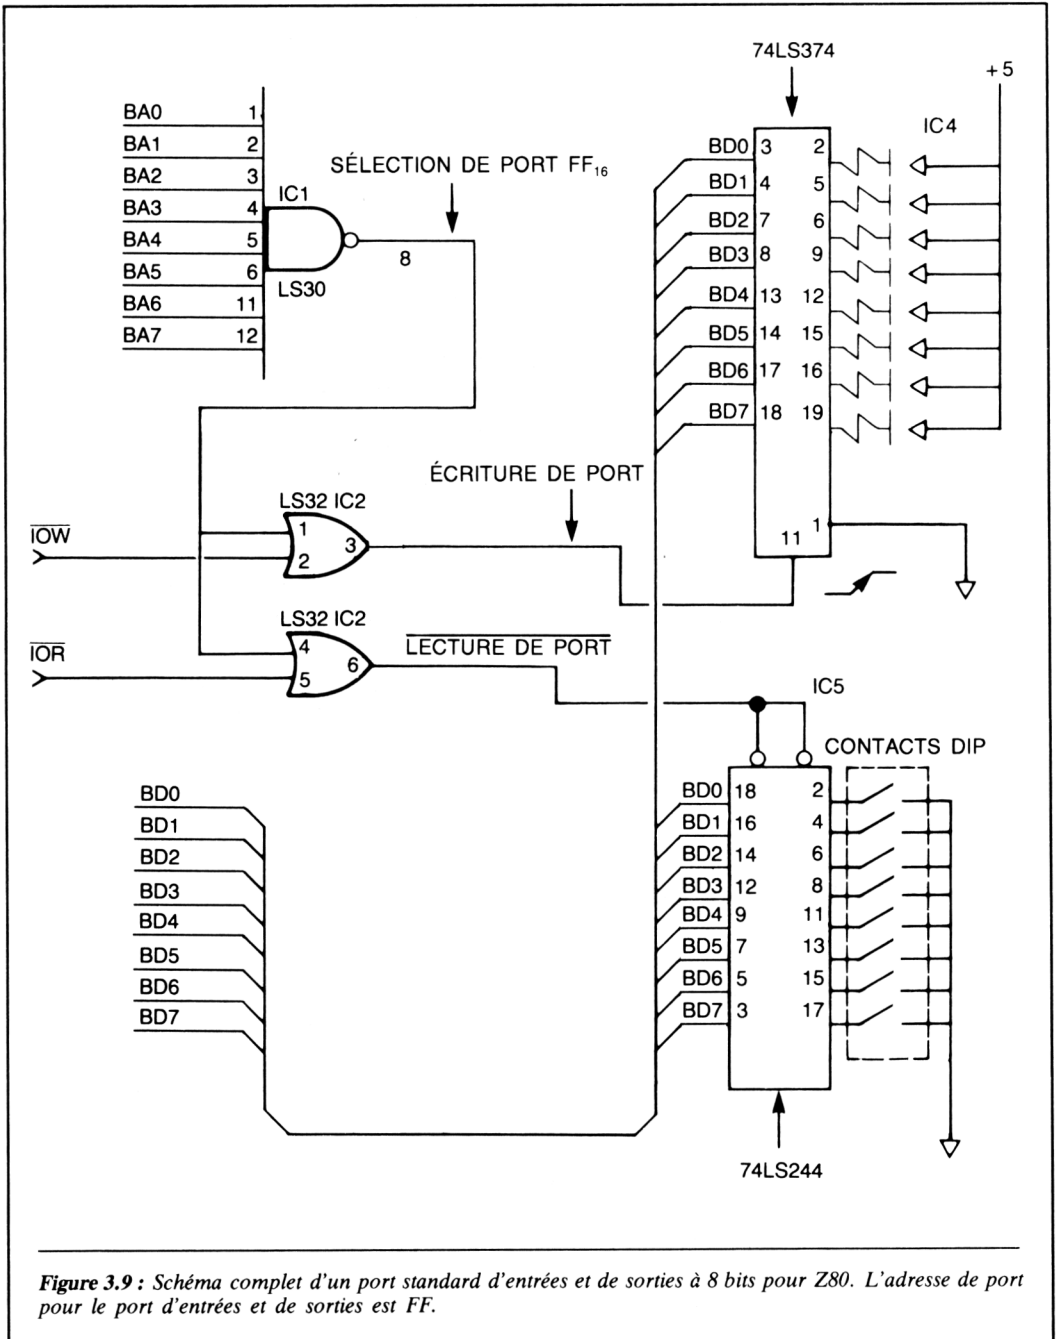 74LS374
+5
IC4
BA0 1
BA1 2
BA2 3
BA3 4
BA4 5
BA5 6
BA6 11
BA7 12
IC1
LS30
8
SÉLECTION DE PORT FF16
BD0 3 2
BD1 4 5
BD2 7 6
BD3 8 9
BD4 13 12
BD5 14 15
BD6 17 16
BD7 18 19
1
11
ÉCRITURE DE PORT
IOW
LS32 IC2
1
2
3
IOR
LS32 IC2
4
5
6
LECTURE DE PORT
IC5
CONTACTS DIP
BD0
BD1
BD2
BD3
BD4
BD5
BD6
BD7
BD0 18 2
BD1 16 4
BD2 14 6
BD3 12 8
BD4 9 11
BD5 7 13
BD6 5 15
BD7 3 17
74LS244
Figure 3.9 : Schéma complet d'un port standard d'entrées et de sorties à 8 bits pour Z80. L'adresse de port
pour le port d'entrées et de sorties est FF.